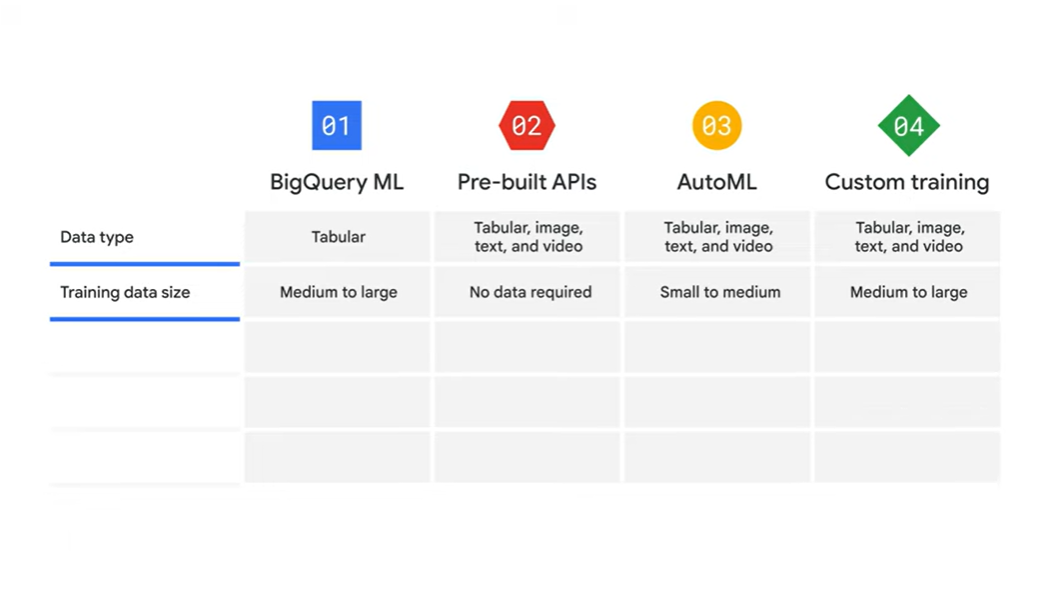 01
02
03
04
BigQuery ML
Pre-built APIs
AutoML
Custom training
Data type
Tabular
Tabular, image,
text, and video
Tabular, image,
text, and video
Tabular, image,
text, and video
Training data size
Medium to large
No data required
Small to medium
Medium to large